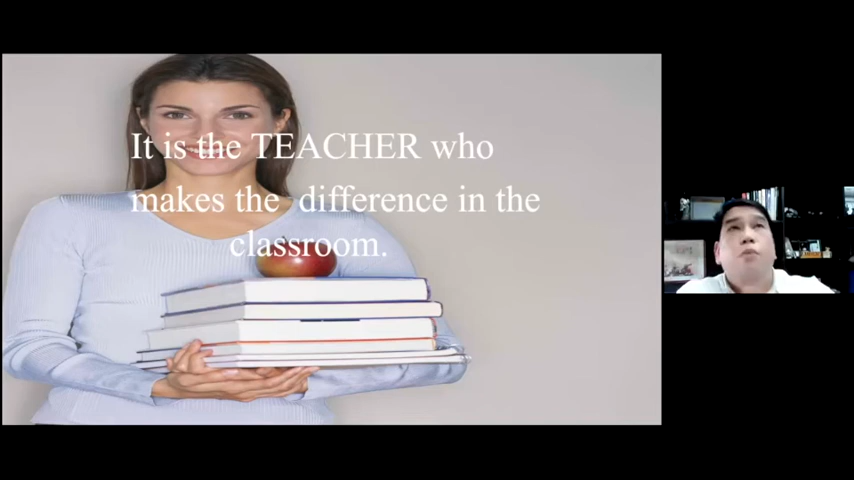 It is the TEACHER who
makes the difference in the
classroom.